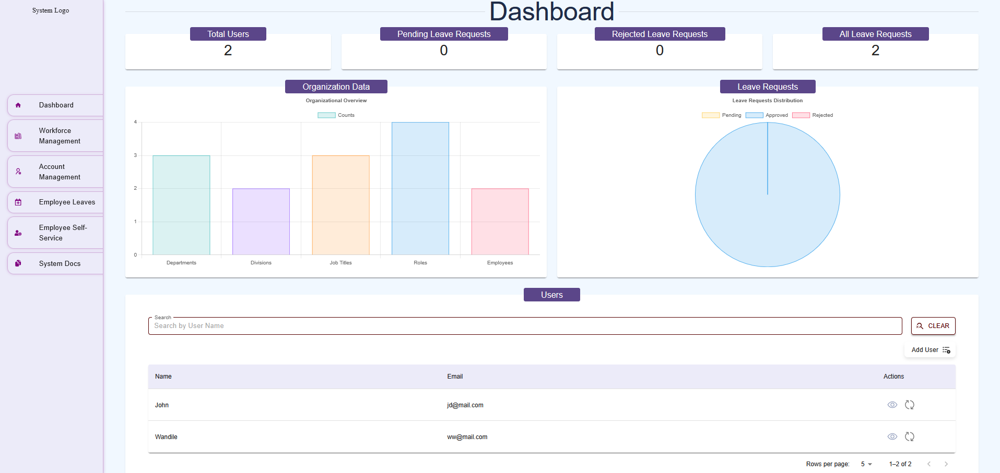 System Logo
Dashboard
Workforce
Management
Account
Management
Employee Leaves
Employee Self-
Service
System Docs
Dashboard
Total Users
2
Pending Leave Requests
0
Rejected Leave Requests
0
All Leave Requests
2
Organization Data
Organizational Overview
Counts
4
3
2
1
0
Departments Divisions Job Titles Roles Employees
Leave Requests
Leave Requests Distribution
Pending Approved Rejected
Users
Search
Search by User Name
CLEAR
Add User
Name Email Actions
John jd@mail.com
Wandile ww@mail.com
Rows per page: 5 1–2 of 2